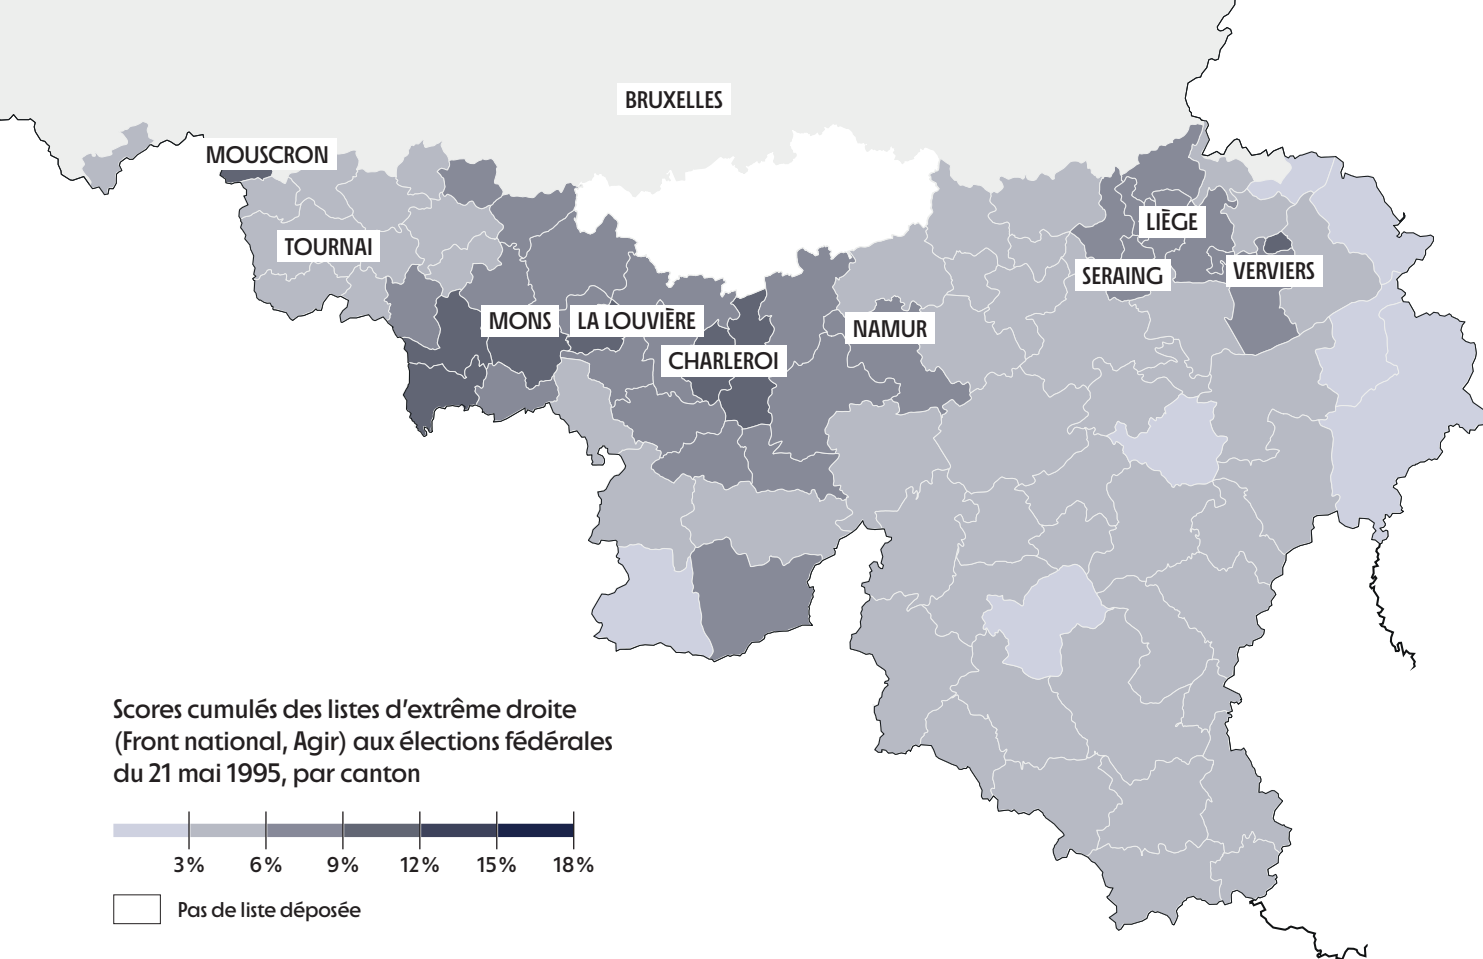 BRUXELLES
MOUSCRON
LIÈGE
TOURNAI
SERAING
VERVIERS
MONS
LA LOUVIÈRE
NAMUR
CHARLEROI
Scores cumulés des listes d'extrême droite
(Front national, Agir) aux élections fédérales
du 21 mai 1995, par canton
3% 6% 9% 12% 15% 18%
Pas de liste déposée